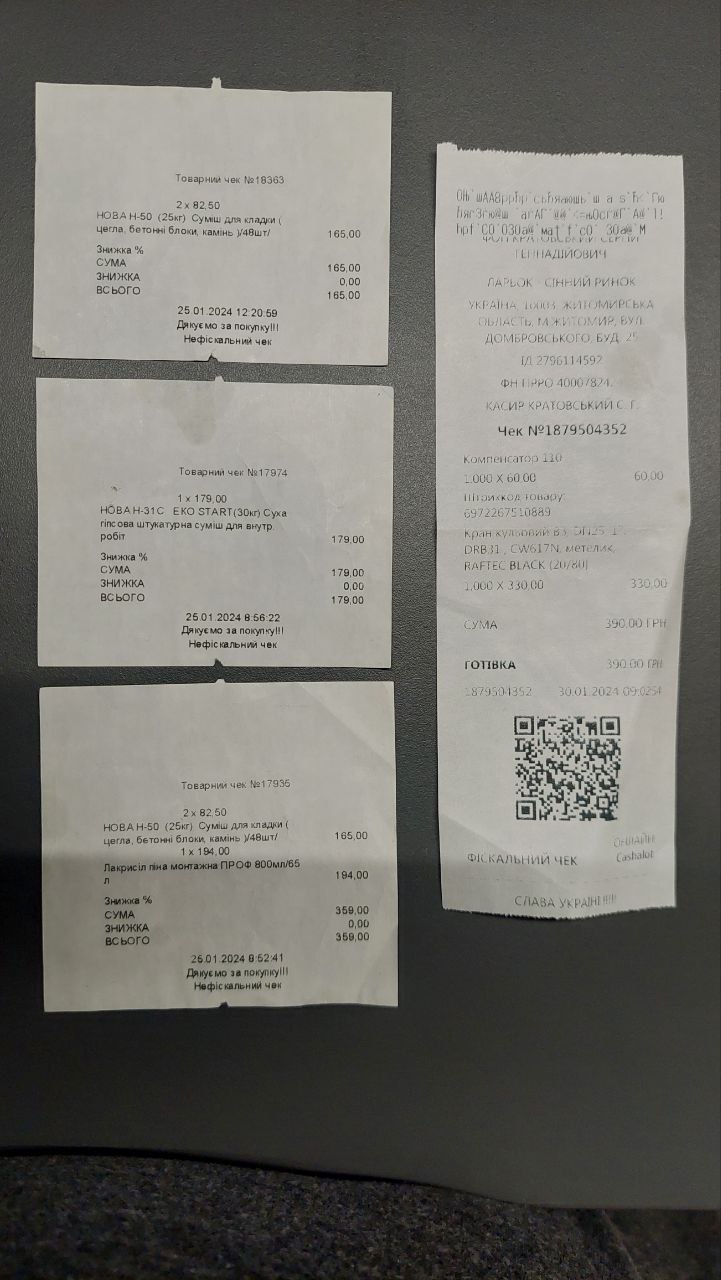 Товарний чек №18363
2 x 82,50
НОВА Н-50 (25кг) Суміш для кладки (
цегла, бетонні блоки, камінь )/48шт/ 165,00
Знижка %
СУМА 165,00
ЗНИЖКА 0,00
ВСЬОГО 165,00
25.01.2024 12:20:59
Дякуємо за покупку!!!
Нефіскальний чек
Товарний чек №17974
1 x 179,00
НОВА Н-31С ЕКО START(30кг) Суха
гіпсова штукатурна суміш для внутр.
робіт 179,00
Знижка %
СУМА 179,00
ЗНИЖКА 0,00
ВСЬОГО 179,00
25.01.2024 8:56:22
Дякуємо за покупку!!!
Нефіскальний чек
Товарний чек №17935
2 x 82,50
НОВА Н-50 (25кг) Суміш для кладки (
цегла, бетонні блоки, камінь )/48шт/ 165,00
1 x 194,00
Лакрисіл піна монтажна ПРОФ 800мл/65
л 194,00
Знижка %
СУМА 359,00
ЗНИЖКА 0,00
ВСЬОГО 359,00
25.01.2024 8:52:41
Дякуємо за покупку!!!
Нефіскальний чек
ФОП КРАТОВСЬКИЙ СЕРГІЙ
ГЕННАДІЙОВИЧ
ЛАРЬОК - СІННИЙ РИНОК
УКРАЇНА, 10003, ЖИТОМИРСЬКА
ОБЛАСТЬ, М.ЖИТОМИР, ВУЛ.
ДОМБРОВСЬКОГО, БУД. 25
ІД 2796114592
ФН ПРРО 40007824
КАСИР КРАТОВСЬКИЙ С. Г.
Чек №1879504352
Компенсатор 110
1.000 X 60.00 60,00
Штрихкод товару:
6972267510889
Кран кульовий ВЗ, DN25, 1",
DRB31 , CW617N, метелик,
RAFTEC BLACK (20/80)
1.000 X 330.00 330,00
СУМА 390.00 ГРН
ГОТІВКА 390.00 ГРН
1879504352 30.01.2024 09:02:54
ОНЛАЙН
ФІСКАЛЬНИЙ ЧЕК Cashalot
СЛАВА УКРАЇНІ !!!!!